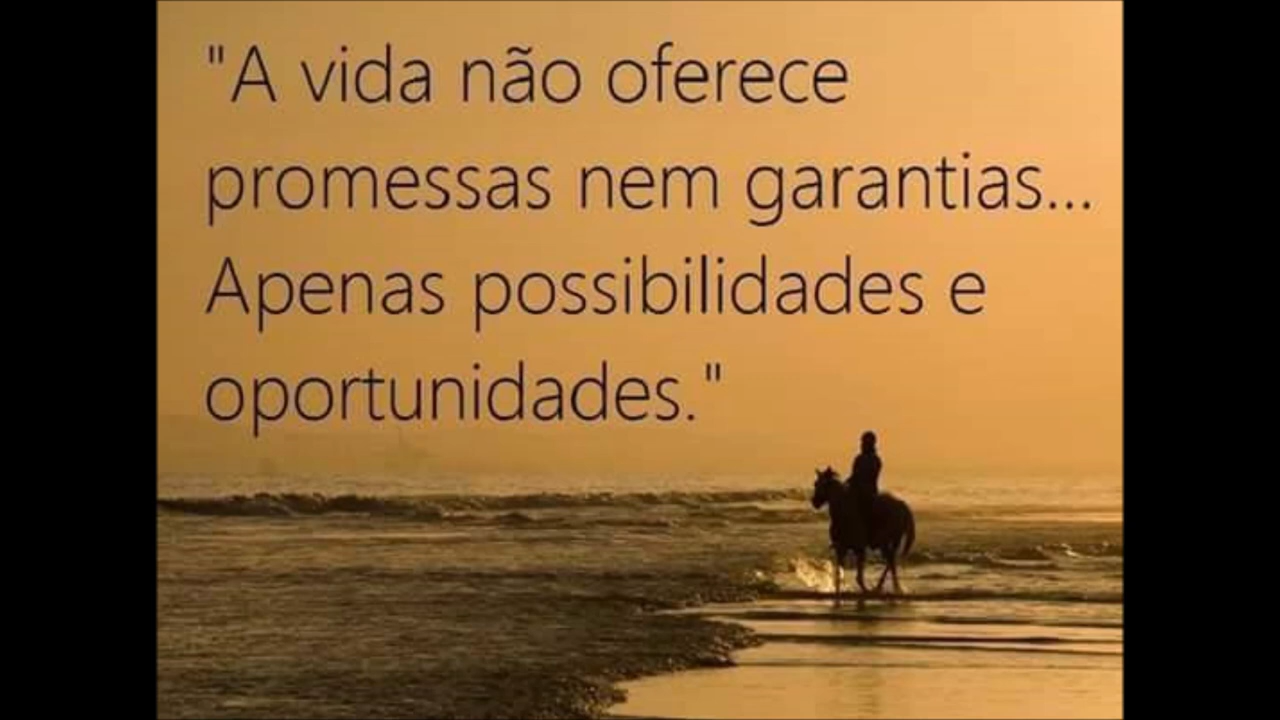 "A vida não oferece
promessas nem garantias...
Apenas possibilidades e
oportunidades."